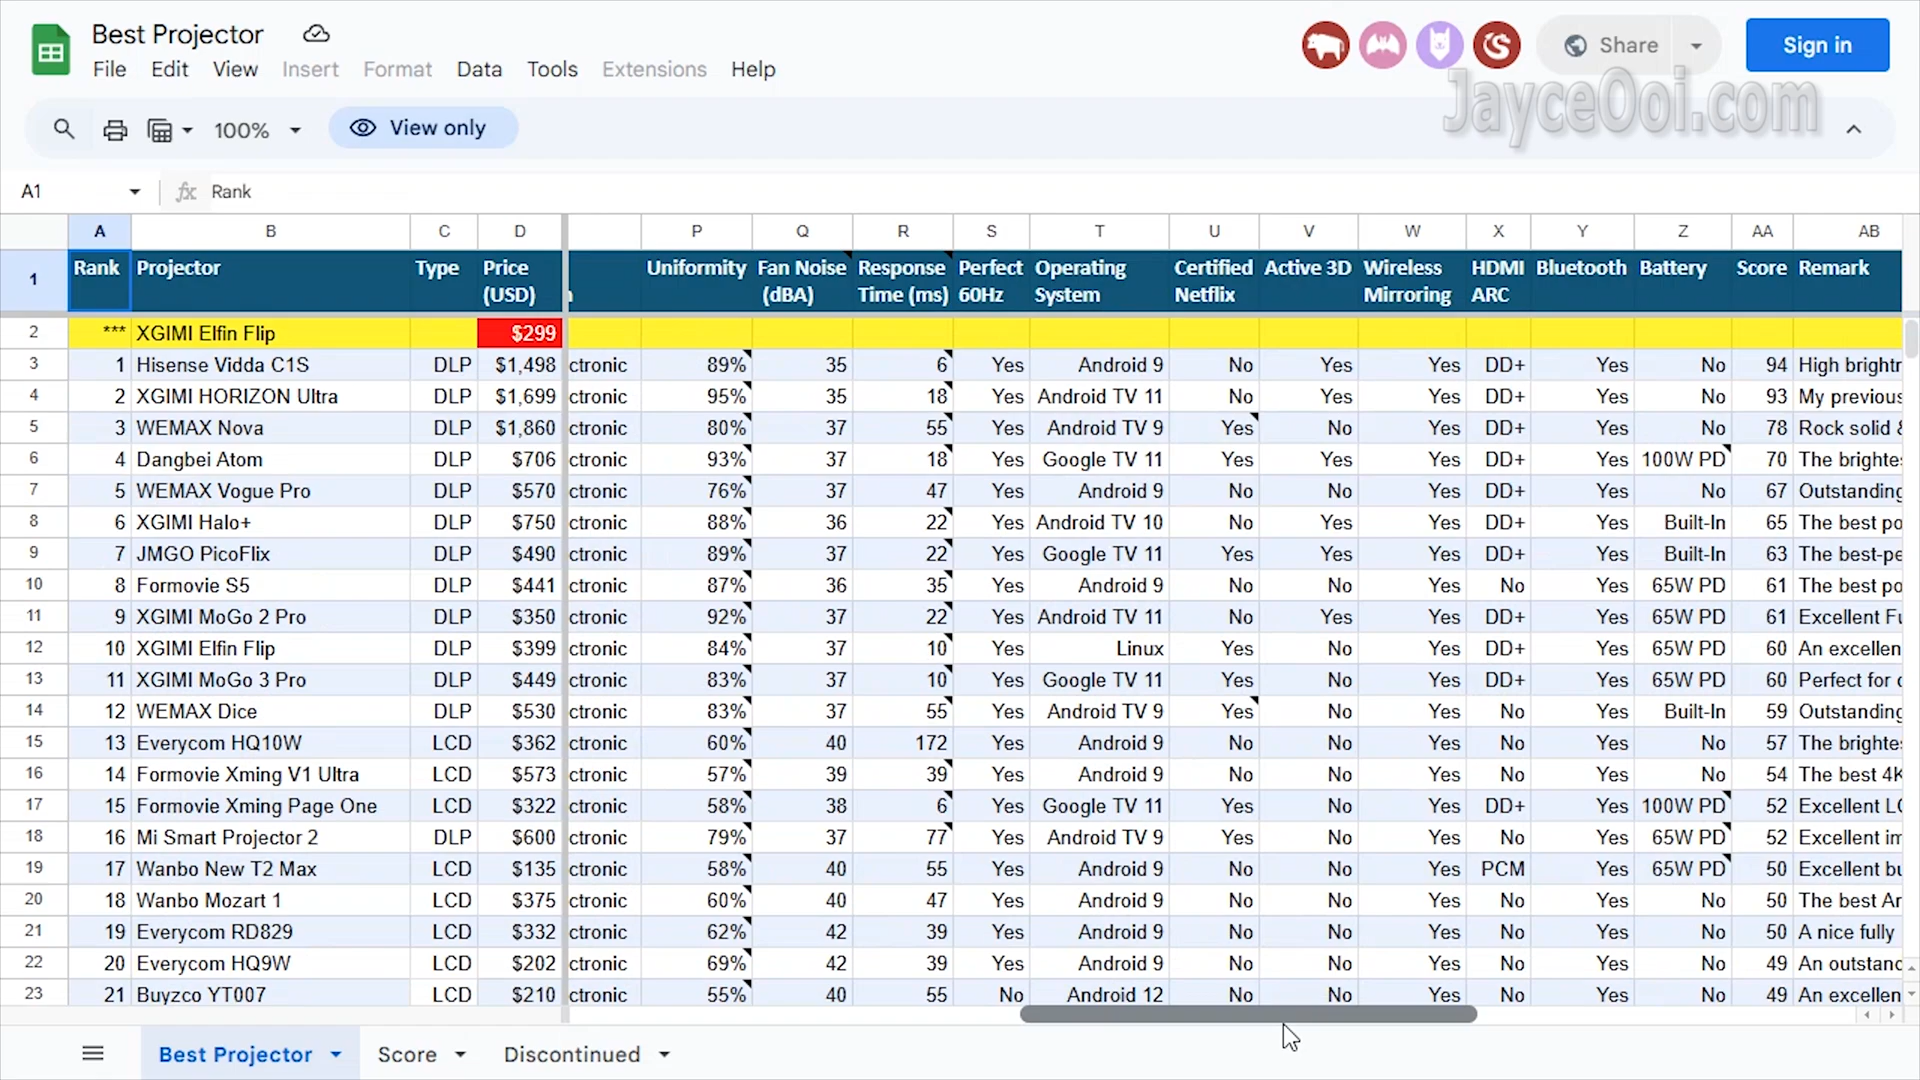 Best Projector
File Edit View Insert Format Data Tools Extensions Help
Share
Sign in
JayceOoi.com
100%
View only
A1
Rank
A B C D P Q R S T U V W X Y Z AA AB
1 Rank Projector Type Price (USD) Uniformity Fan Noise (dBA) Response Time (ms) Perfect 60Hz Operating System Certified Netflix Active 3D Wireless Mirroring HDMI ARC Bluetooth Battery Score Remark
2 *** XGIMI Elfin Flip $299
3 1 Hisense Vidda C1S DLP $1,498 ctronic 89% 35 6 Yes Android 9 No Yes Yes DD+ Yes No 94 High brightn
4 2 XGIMI HORIZON Ultra DLP $1,699 ctronic 95% 35 18 Yes Android TV 11 No Yes Yes DD+ Yes No 93 My previous
5 3 WEMAX Nova DLP $1,860 ctronic 80% 37 55 Yes Android TV 9 Yes No Yes DD+ Yes No 78 Rock solid &
6 4 Dangbei Atom DLP $706 ctronic 93% 37 18 Yes Google TV 11 Yes Yes Yes DD+ Yes 100W PD 70 The brightes
7 5 WEMAX Vogue Pro DLP $570 ctronic 76% 37 47 Yes Android 9 No No Yes DD+ Yes No 67 Outstanding
8 6 XGIMI Halo+ DLP $750 ctronic 88% 36 22 Yes Android TV 10 No Yes Yes DD+ Yes Built-In 65 The best po
9 7 JMGO PicoFlix DLP $490 ctronic 89% 37 22 Yes Google TV 11 Yes Yes Yes DD+ Yes Built-In 63 The best-pe
10 8 Formovie S5 DLP $441 ctronic 87% 36 35 Yes Android 9 No No Yes No Yes 65W PD 61 The best po
11 9 XGIMI MoGo 2 Pro DLP $350 ctronic 92% 37 22 Yes Android TV 11 No Yes Yes DD+ Yes 65W PD 61 Excellent Fu
12 10 XGIMI Elfin Flip DLP $399 ctronic 84% 37 10 Yes Linux Yes No Yes DD+ Yes 65W PD 60 An excellen
13 11 XGIMI MoGo 3 Pro DLP $449 ctronic 83% 37 10 Yes Google TV 11 Yes No Yes DD+ Yes 65W PD 60 Perfect for c
14 12 WEMAX Dice DLP $530 ctronic 83% 37 55 Yes Android TV 9 Yes No Yes No Yes Built-In 59 Outstanding
15 13 Everycom HQ10W LCD $362 ctronic 60% 40 172 Yes Android 9 No No Yes No Yes No 57 The brightes
16 14 Formovie Xming V1 Ultra LCD $573 ctronic 57% 39 39 Yes Android 9 No No Yes No Yes No 54 The best 4K
17 15 Formovie Xming Page One LCD $322 ctronic 58% 38 6 Yes Google TV 11 Yes No Yes DD+ Yes 100W PD 52 Excellent LC
18 16 Mi Smart Projector 2 DLP $600 ctronic 79% 37 77 Yes Android TV 9 Yes No Yes No Yes 65W PD 52 Excellent im
19 17 Wanbo New T2 Max LCD $135 ctronic 58% 40 55 Yes Android 9 No No Yes PCM Yes 65W PD 50 Excellent bu
20 18 Wanbo Mozart 1 LCD $375 ctronic 60% 40 47 Yes Android 9 No No Yes No Yes No 50 The best Ar
21 19 Everycom RD829 LCD $332 ctronic 62% 42 39 Yes Android 9 No No Yes No Yes No 50 A nice fully
22 20 Everycom HQ9W LCD $202 ctronic 69% 42 39 Yes Android 9 No No Yes No Yes No 49 An outstanc
23 21 Buyzco YT007 LCD $210 ctronic 55% 40 55 No Android 12 No No Yes No Yes No 49 An excellen
Best Projector Score Discontinued